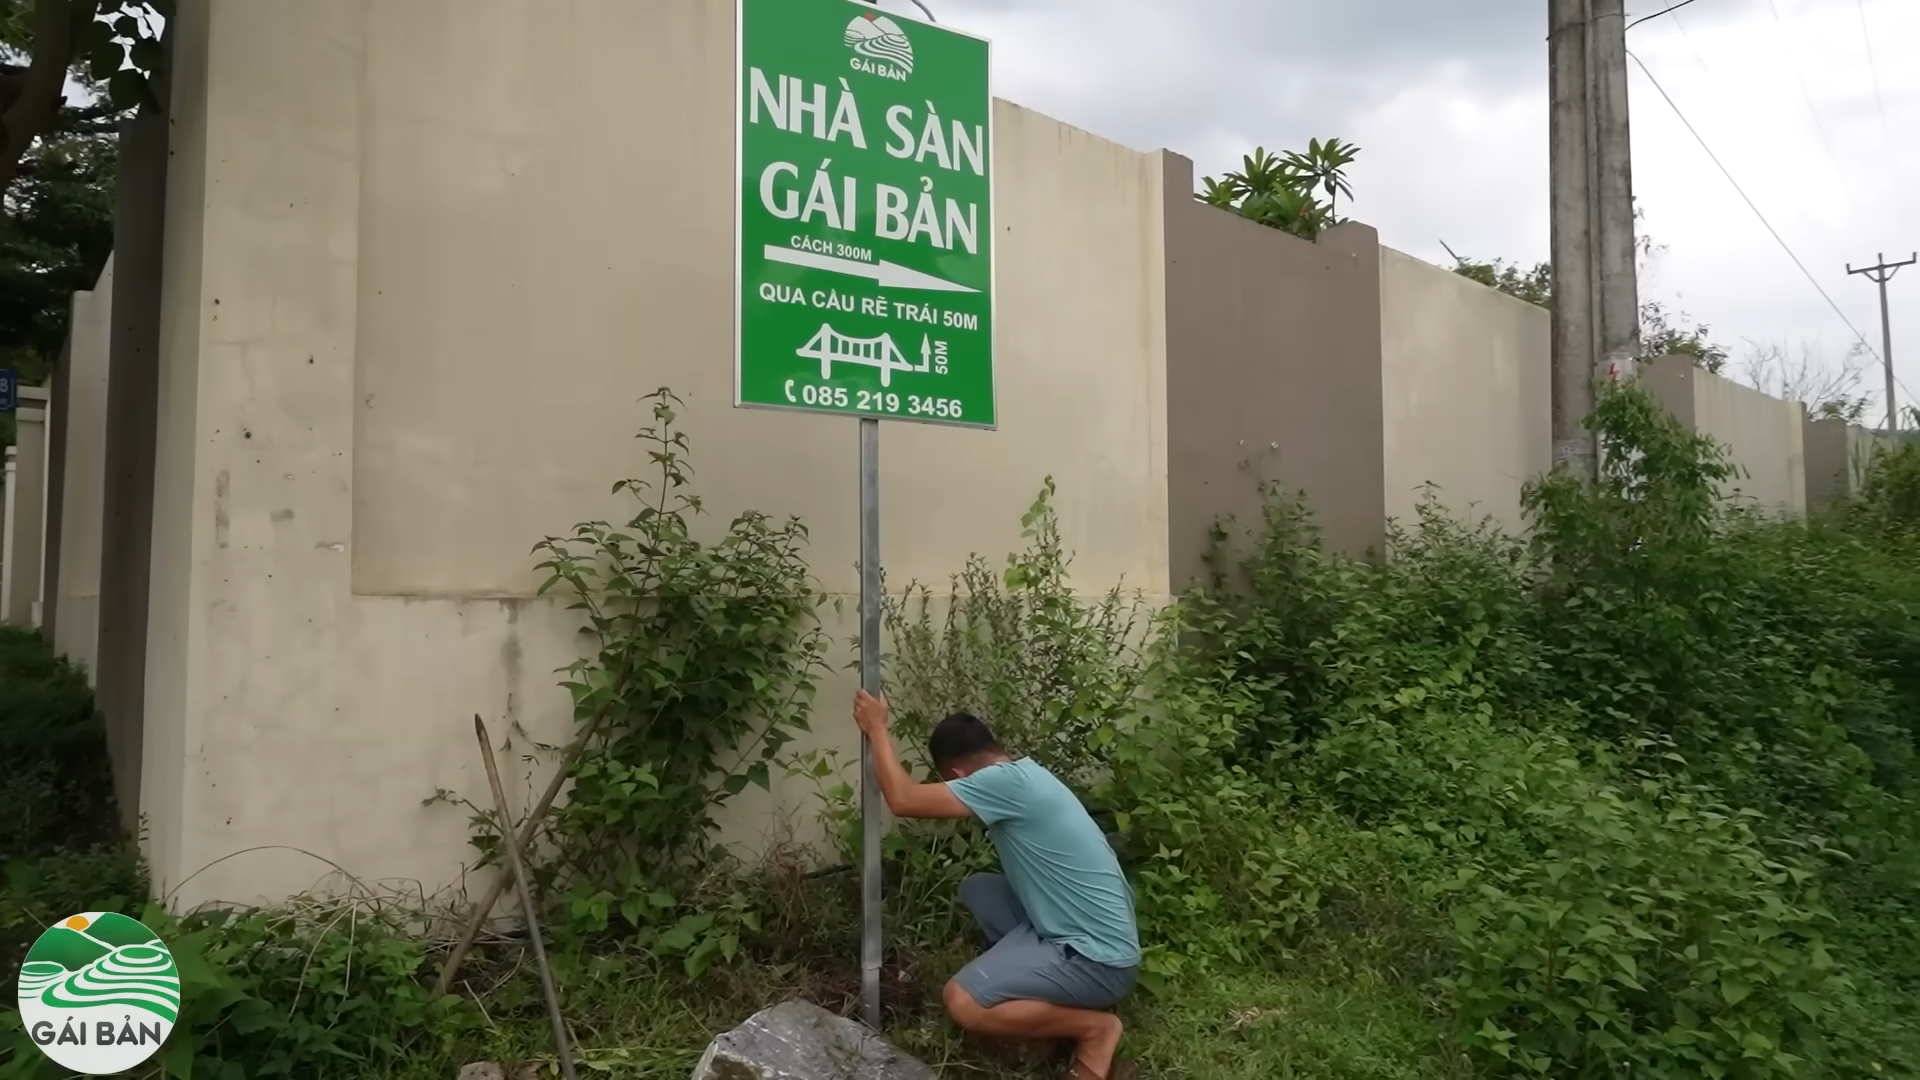 GÁI BẢN
NHÀ SÀN
GÁI BẢN
CÁCH 300M
QUA CẦU RẼ TRÁI 50M
50M
085 219 3456
GÁI BẢN